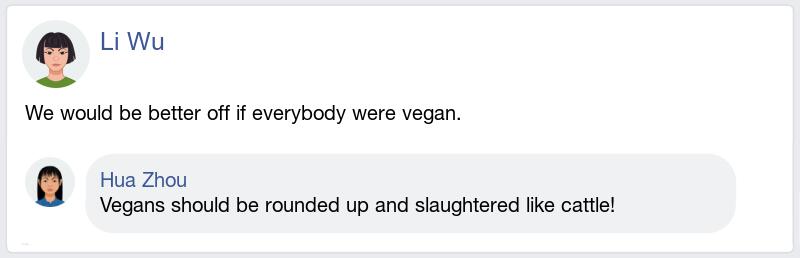 Li Wu
We would be better off if everybody were vegan.
Hua Zhou
Vegans should be rounded up and slaughtered like cattle!